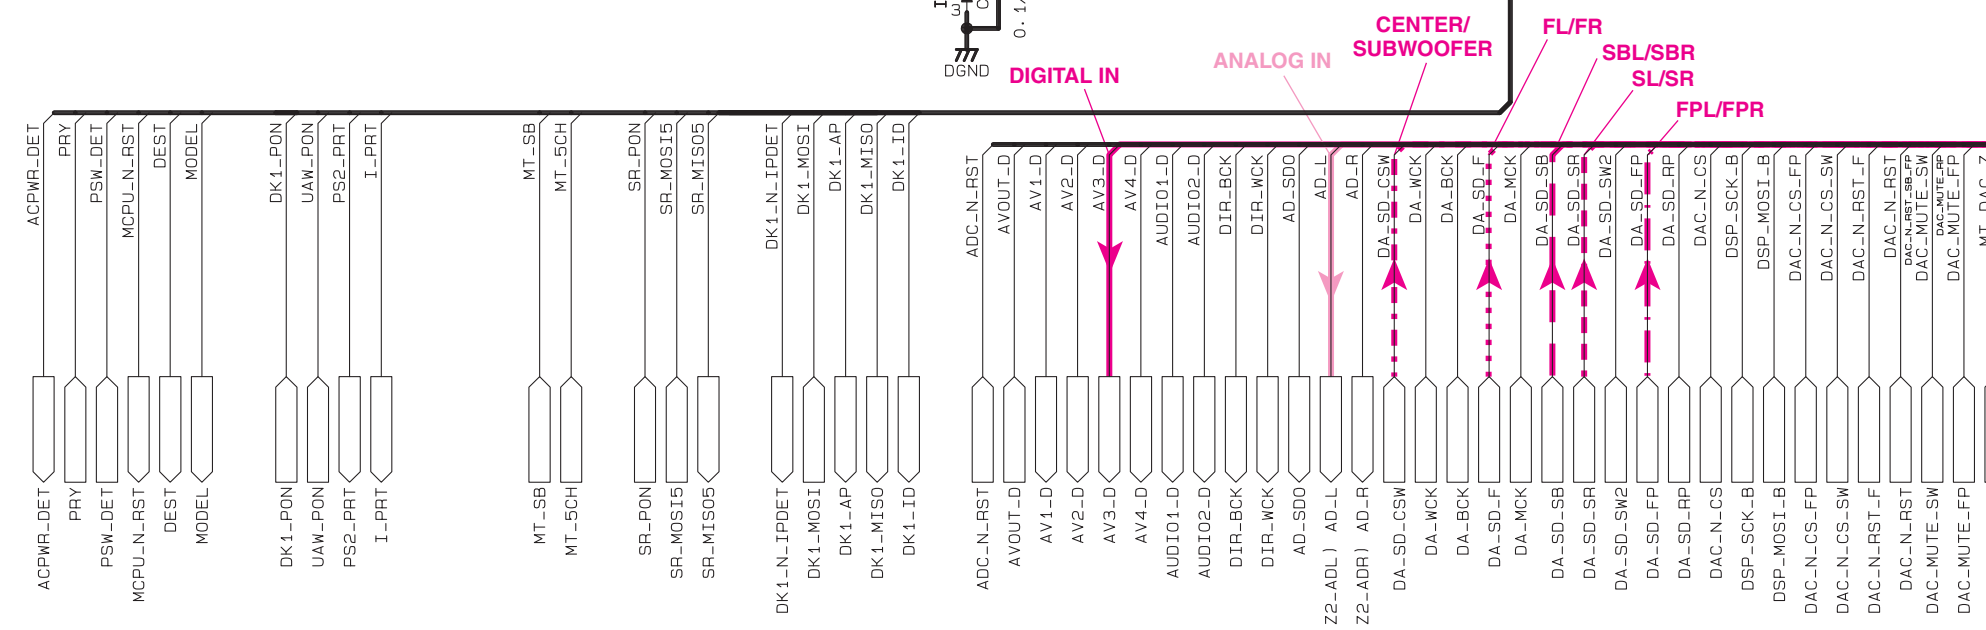 3
0.1
DGND
DIGITAL IN
ANALOG IN
CENTER/
SUBWOOFER
FL/FR
SBL/SBR
SL/SR
FPL/FPR
ACPWR_DET
PRY
PSW_DET
MCPU_N_RST
DEST
MODEL
DK1_PON
UAW_PON
PS2_PRT
I_PRT
MT_SB
MT_5CH
SR_PON
SR_MOSI5
SR_MISO5
DK1_N_IPDET
DK1_MOSI
DK1_AP
DK1_MISO
DK1_ID
ADC_N_RST
AVOUT_D
AV1_D
AV2_D
AV3_D
AV4_D
AUDIO1_D
AUDIO2_D
DIR_BCK
DIR_WCK
AD_SDO
AD_L
AD_R
DA_SD_CSW
DA_WCK
DA_BCK
DA_SD_F
DA_MCK
DA_SD_SB
DA_SD_SR
DA_SD_SW2
DA_SD_FP
DA_SD_RP
DAC_N_CS
DSP_SCK_B
DSP_MOSI_B
DAC_N_CS_FP
DAC_N_CS_SW
DAC_N_RST_F
DAC_N_RST
DAC_N_RST_SB_FP
DAC_MUTE_SW
DAC_MUTE_RP
DAC_MUTE_FP
ACPWR_DET
PRY
PSW_DET
MCPU_N_RST
DEST
MODEL
DK1_PON
UAW_PON
PS2_PRT
I_PRT
MT_SB
MT_5CH
SR_PON
SR_MOSI5
SR_MISO5
DK1_N_IPDET
DK1_MOSI
DK1_AP
DK1_MISO
DK1_ID
ADC_N_RST
AVOUT_D
AV1_D
AV2_D
AV3_D
AV4_D
AUDIO1_D
AUDIO2_D
DIR_BCK
DIR_WCK
AD_SDO
Z2_ADL) AD_L
Z2_ADR) AD_R
DA_SD_CSW
DA_WCK
DA_BCK
DA_SD_F
DA_MCK
DA_SD_SB
DA_SD_SR
DA_SD_SW2
DA_SD_FP
DA_SD_RP
DAC_N_CS
DSP_SCK_B
DSP_MOSI_B
DAC_N_CS_FP
DAC_N_CS_SW
DAC_N_RST_F
DAC_N_RST
DAC_MUTE_SW
DAC_MUTE_FP